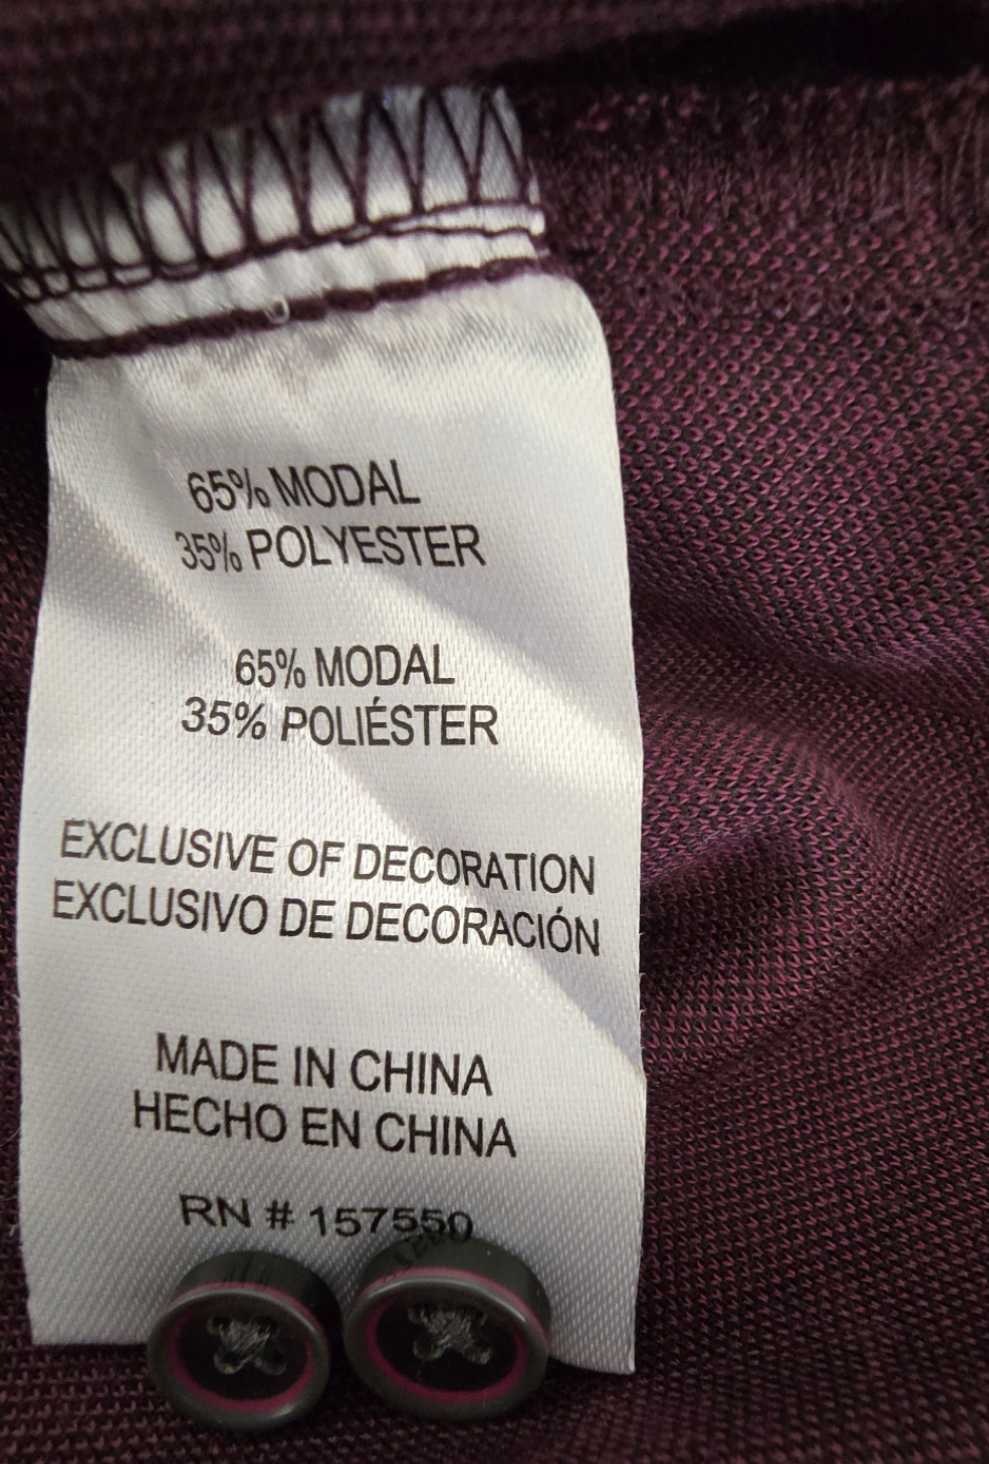 65% MODAL
35% POLYESTER
65% MODAL
35% POLIÉSTER
EXCLUSIVE OF DECORATION
EXCLUSIVO DE DECORACIÓN
MADE IN CHINA
HECHO EN CHINA
RN # 157550